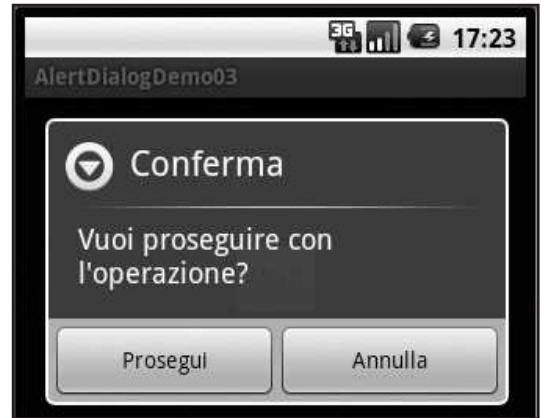 3G 17:23
AlertDialogDemo03
Conferma
Vuoi proseguire con
l'operazione?
Prosegui Annulla